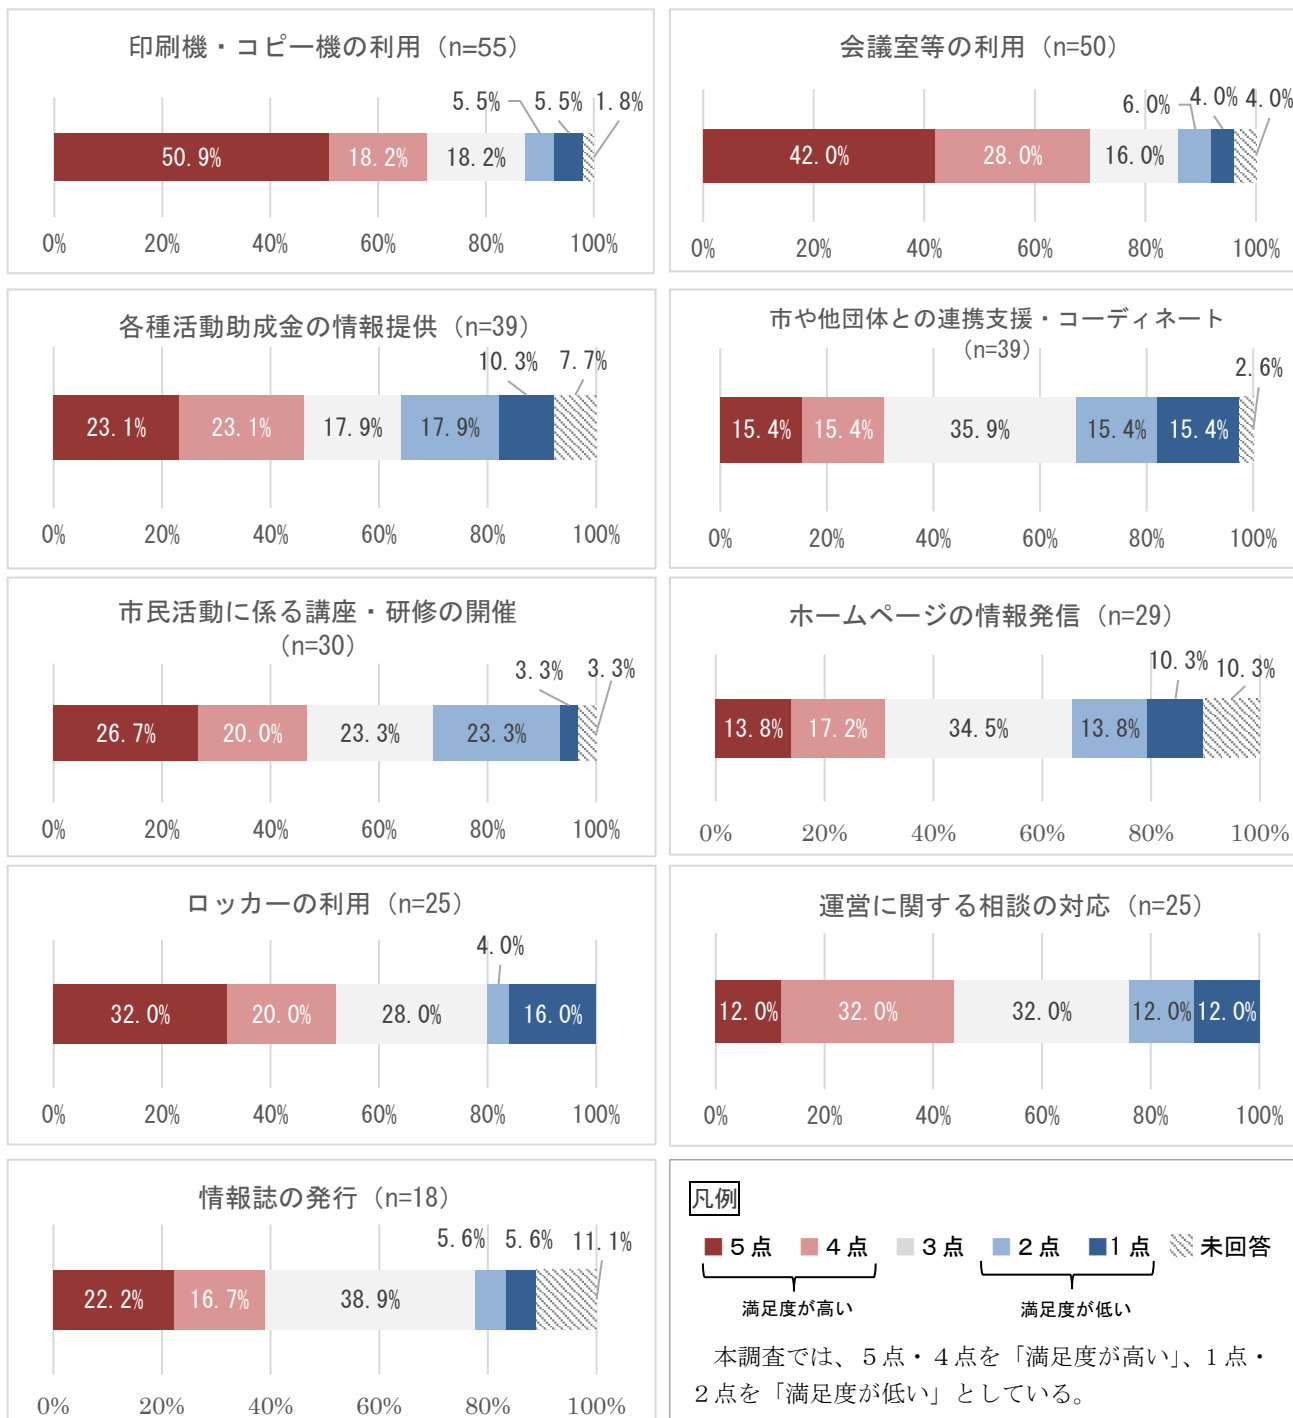 印刷機・コピー機の利用（n=55）
5.5% 5.5% 1.8%
50.9% 18.2% 18.2%
0% 20% 40% 60% 80% 100%
会議室等の利用（n=50）
6.0% 4.0% 4.0%
42.0% 28.0% 16.0%
0% 20% 40% 60% 80% 100%
各種活動助成金の情報提供（n=39）
10.3% 7.7%
23.1% 23.1% 17.9% 17.9%
0% 20% 40% 60% 80% 100%
市や他団体との連携支援・コーディネート
（n=39）
2.6%
15.4% 15.4% 35.9% 15.4% 15.4%
0% 20% 40% 60% 80% 100%
市民活動に係る講座・研修の開催
（n=30）
3.3% 3.3%
26.7% 20.0% 23.3% 23.3%
0% 20% 40% 60% 80% 100%
ホームページの情報発信（n=29）
10.3% 10.3%
13.8% 17.2% 34.5% 13.8%
0% 20% 40% 60% 80% 100%
ロッカーの利用（n=25）
4.0%
32.0% 20.0% 28.0% 16.0%
0% 20% 40% 60% 80% 100%
運営に関する相談の対応（n=25）
12.0% 32.0% 32.0% 12.0% 12.0%
0% 20% 40% 60% 80% 100%
情報誌の発行（n=18）
5.6% 5.6% 11.1%
22.2% 16.7% 38.9%
0% 20% 40% 60% 80% 100%
凡例
５点 ４点 ３点 ２点 1点 未回答
満足度が高い 満足度が低い
本調査では、５点・４点を「満足度が高い」、1点・
２点を「満足度が低い」としている。